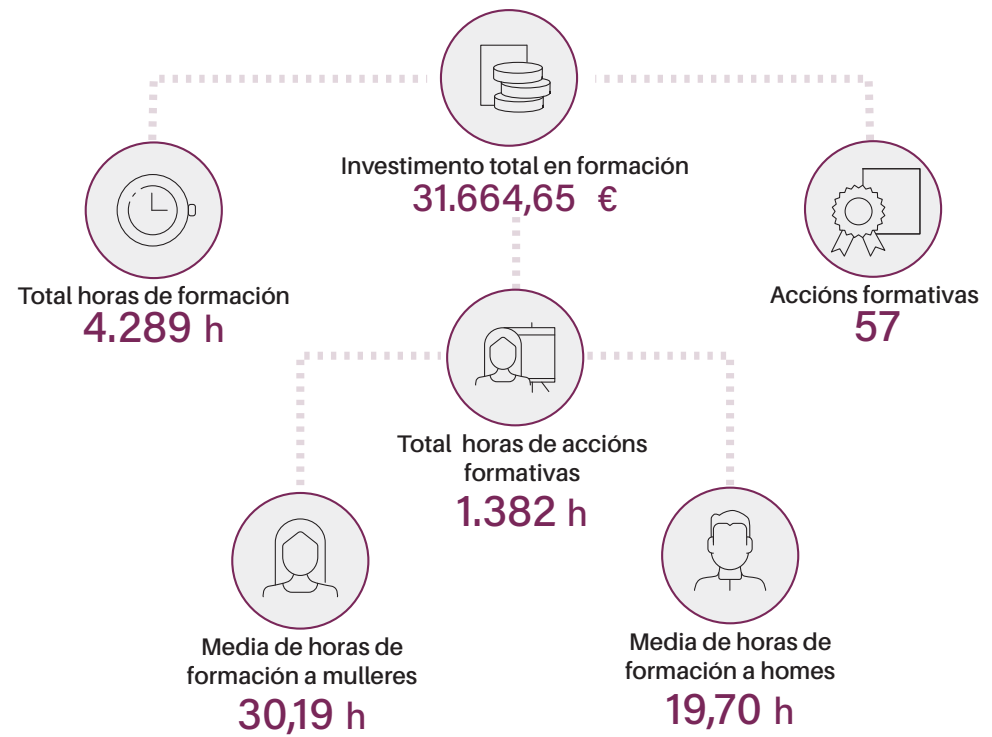 Investimento total en formación
31.664,65 €
Total horas de formación
4.289 h
Accións formativas
57
Total horas de accións
formativas
1.382 h
Media de horas de
formación a mulleres
30,19 h
Media de horas de
formación a homes
19,70 h